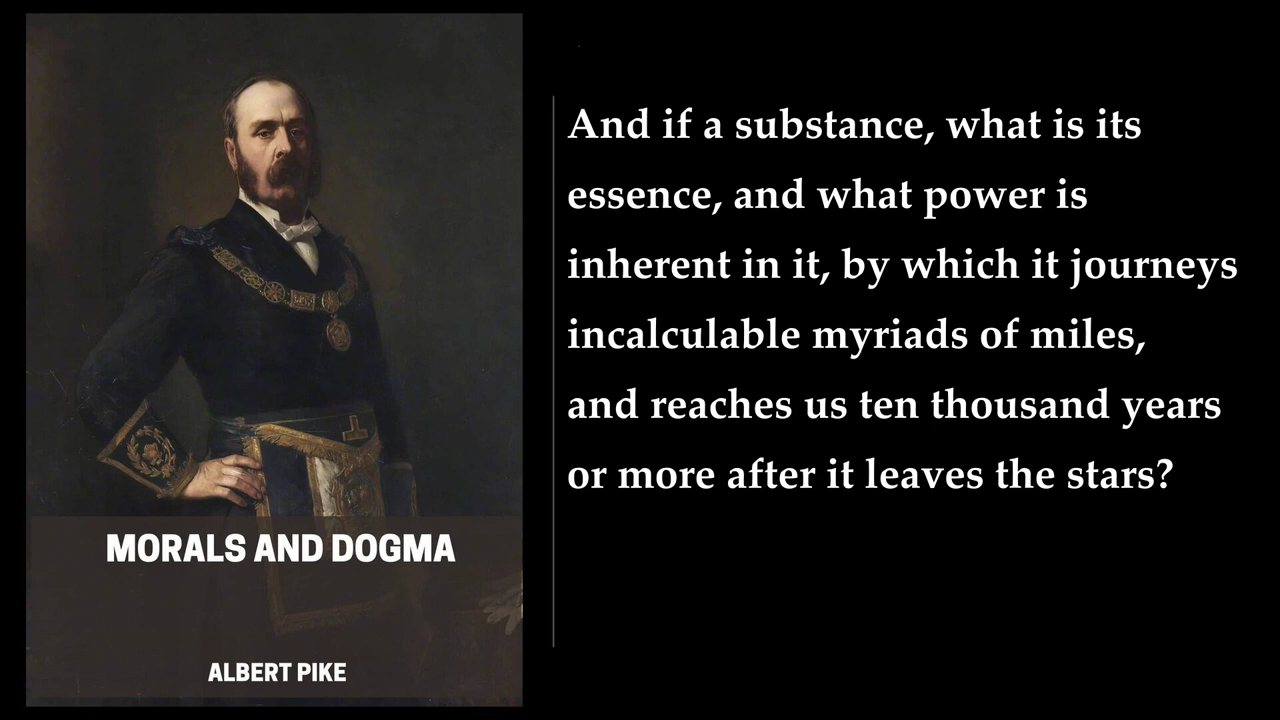 MORALS AND DOGMA
ALBERT PIKE
And if a substance, what is its
essence, and what power is
inherent in it, by which it journeys
incalculable myriads of miles,
and reaches us ten thousand years
or more after it leaves the stars?